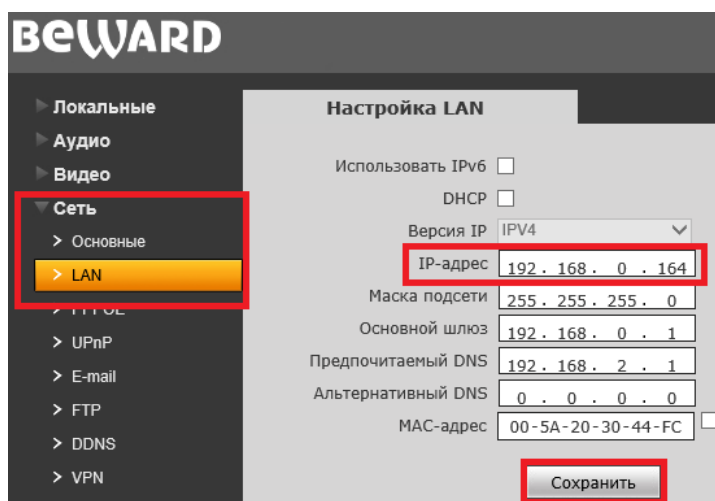 BEWARD
Локальные
Аудио
Видео
Сеть
Основные
LAN
UPnP
E-mail
FTP
DDNS
VPN
Настройка LAN
Использовать IPv6
DHCP
Версия IP IPV4
IP-адрес 192. 168. 0 . 164
Маска подсети 255. 255. 255. 0
Основной шлюз 192. 168. 0 . 1
Предпочитаемый DNS 192. 168. 2 . 1
Альтернативный DNS 0 . 0 . 0 . 0
MAC-адрес 00-5A-20-30-44-FC
Сохранить